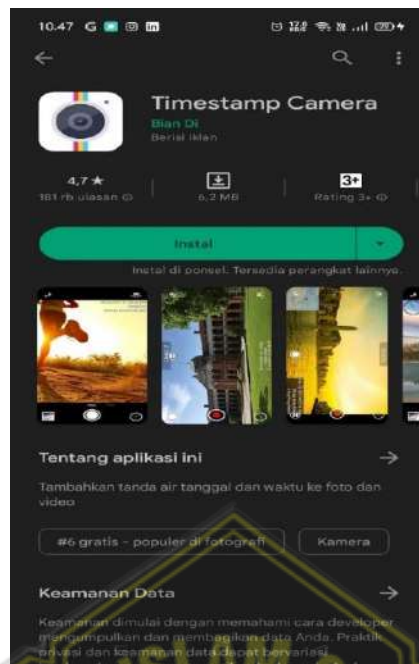 10.47
Timestamp Camera
Bian Di
Berisi iklan
4,7★
181 rb ulasan
6,2 MB
3+
Rating 3+
Instal
Instal di ponsel. Tersedia perangkat lainnya.
Tentang aplikasi ini
Tambahkan tanda air tanggal dan waktu ke foto dan
video
#6 gratis - populer di fotografi
Kamera
Keamanan Data
Keamanan dimulai dengan memahami cara developer
mengumpulkan dan membagikan data Anda. Praktik
privasi dan keamanan data dapat bervariasi